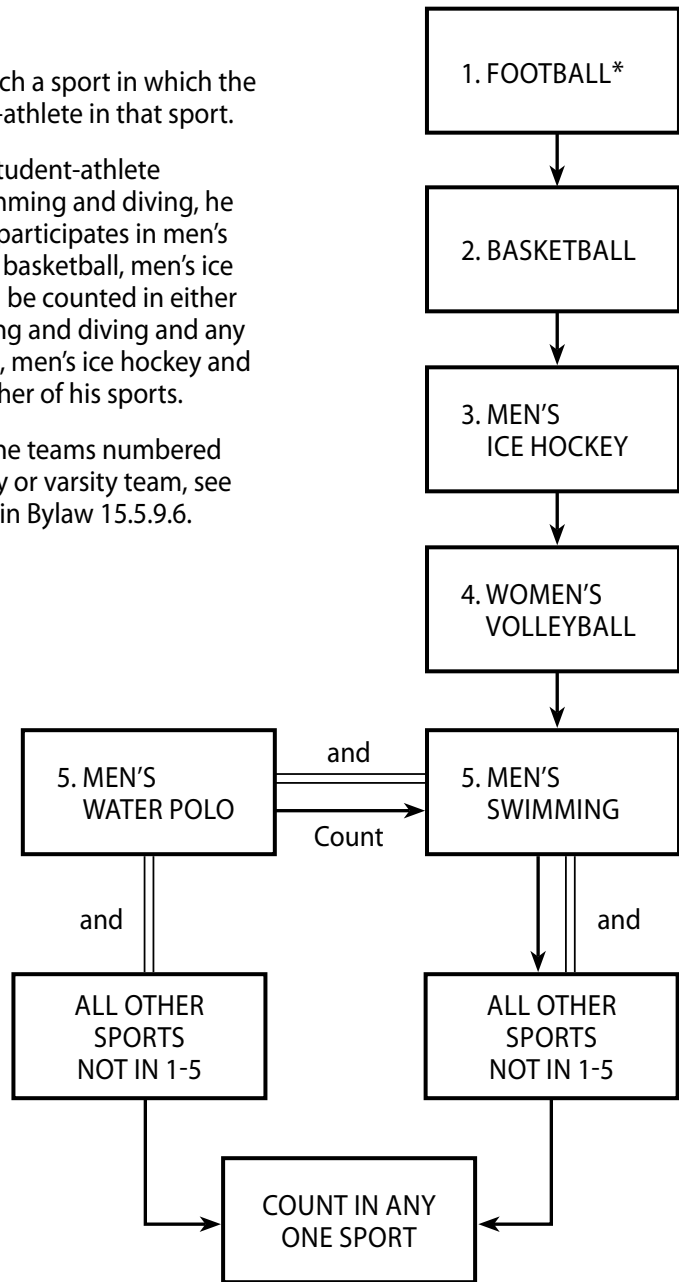 ch a sport in which the
-athlete in that sport.
tudent-athlete
nming and diving, he
participates in men's
basketball, men's ice
be counted in either
ng and diving and any
, men's ice hockey and
her of his sports.
he teams numbered
y or varsity team, see
in Bylaw 15.5.9.6.
1. FOOTBALL*
2. BASKETBALL
3. MEN'S
ICE HOCKEY
4. WOMEN'S
VOLLEYBALL
5. MEN'S
WATER POLO
and
Count
5. MEN'S
SWIMMING
and
and
ALL OTHER
SPORTS
NOT IN 1-5
ALL OTHER
SPORTS
NOT IN 1-5
COUNT IN ANY
ONE SPORT